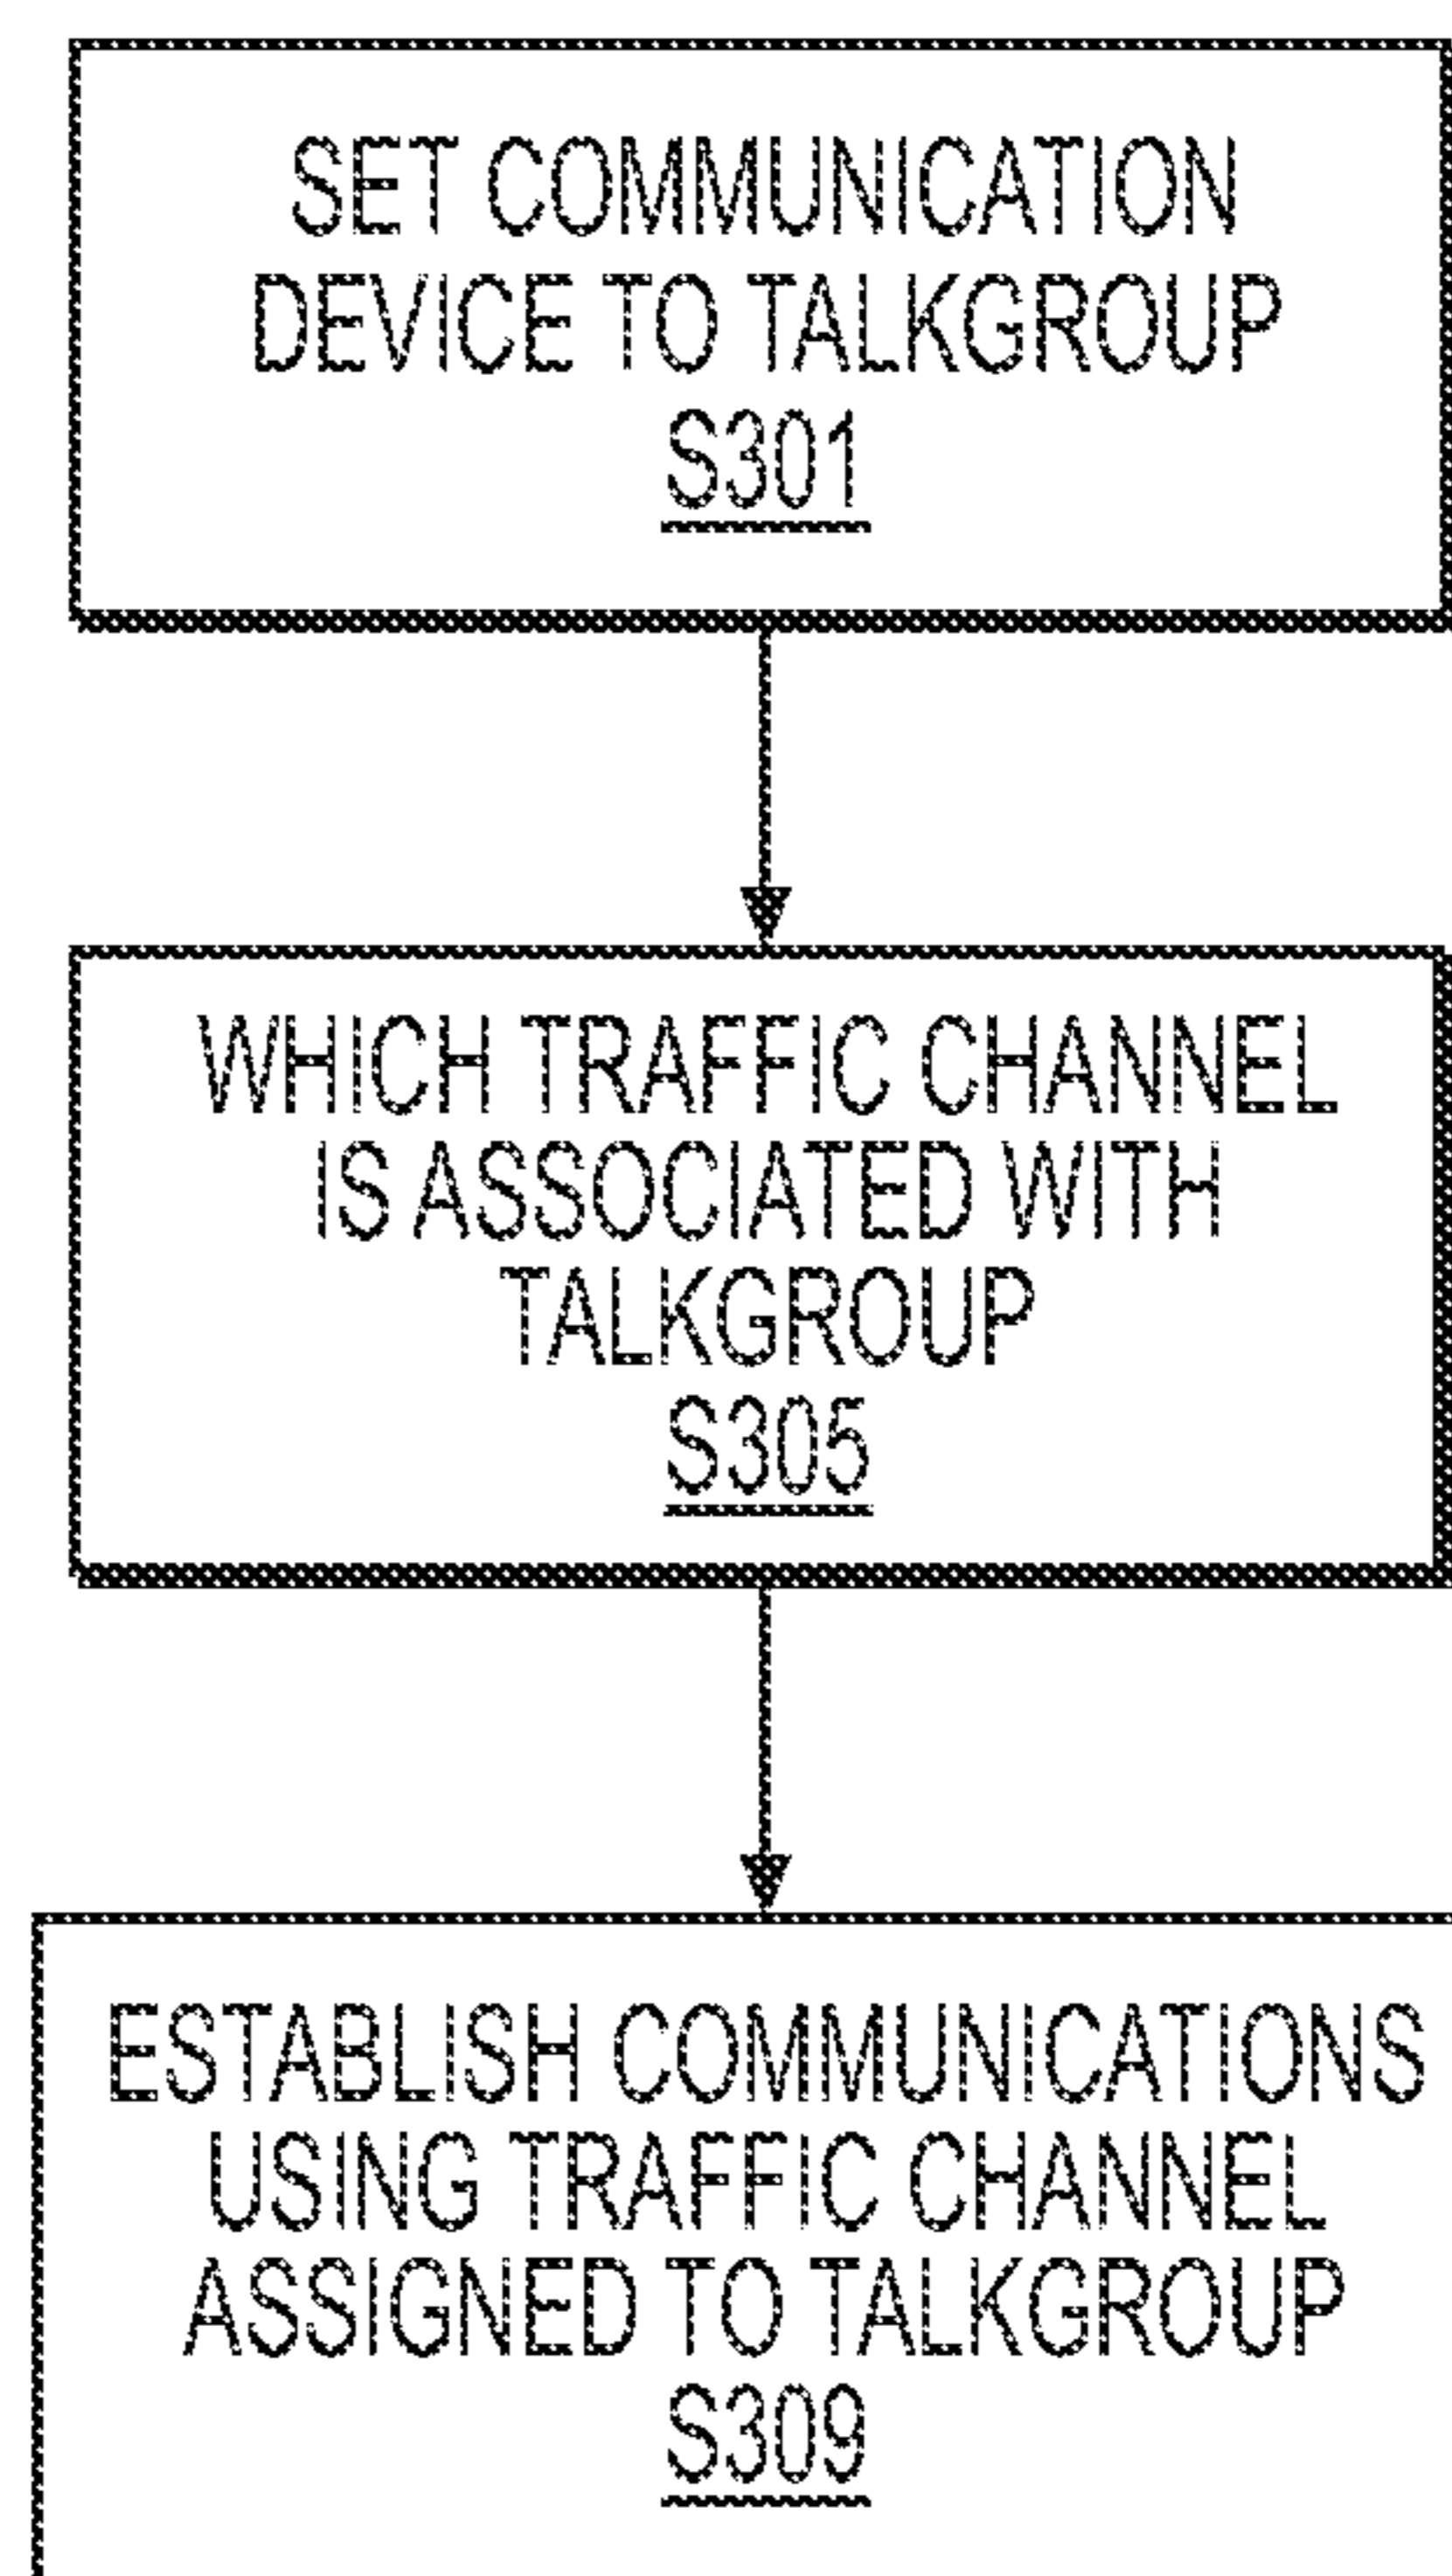 SET COMMUNICATION
DEVICE TO TALKGROUP
S301
WHICH TRAFFIC CHANNEL
IS ASSOCIATED WITH
TALKGROUP
S305
ESTABLISH COMMUNICATIONS
USING TRAFFIC CHANNEL
ASSIGNED TO TALKGROUP
S309